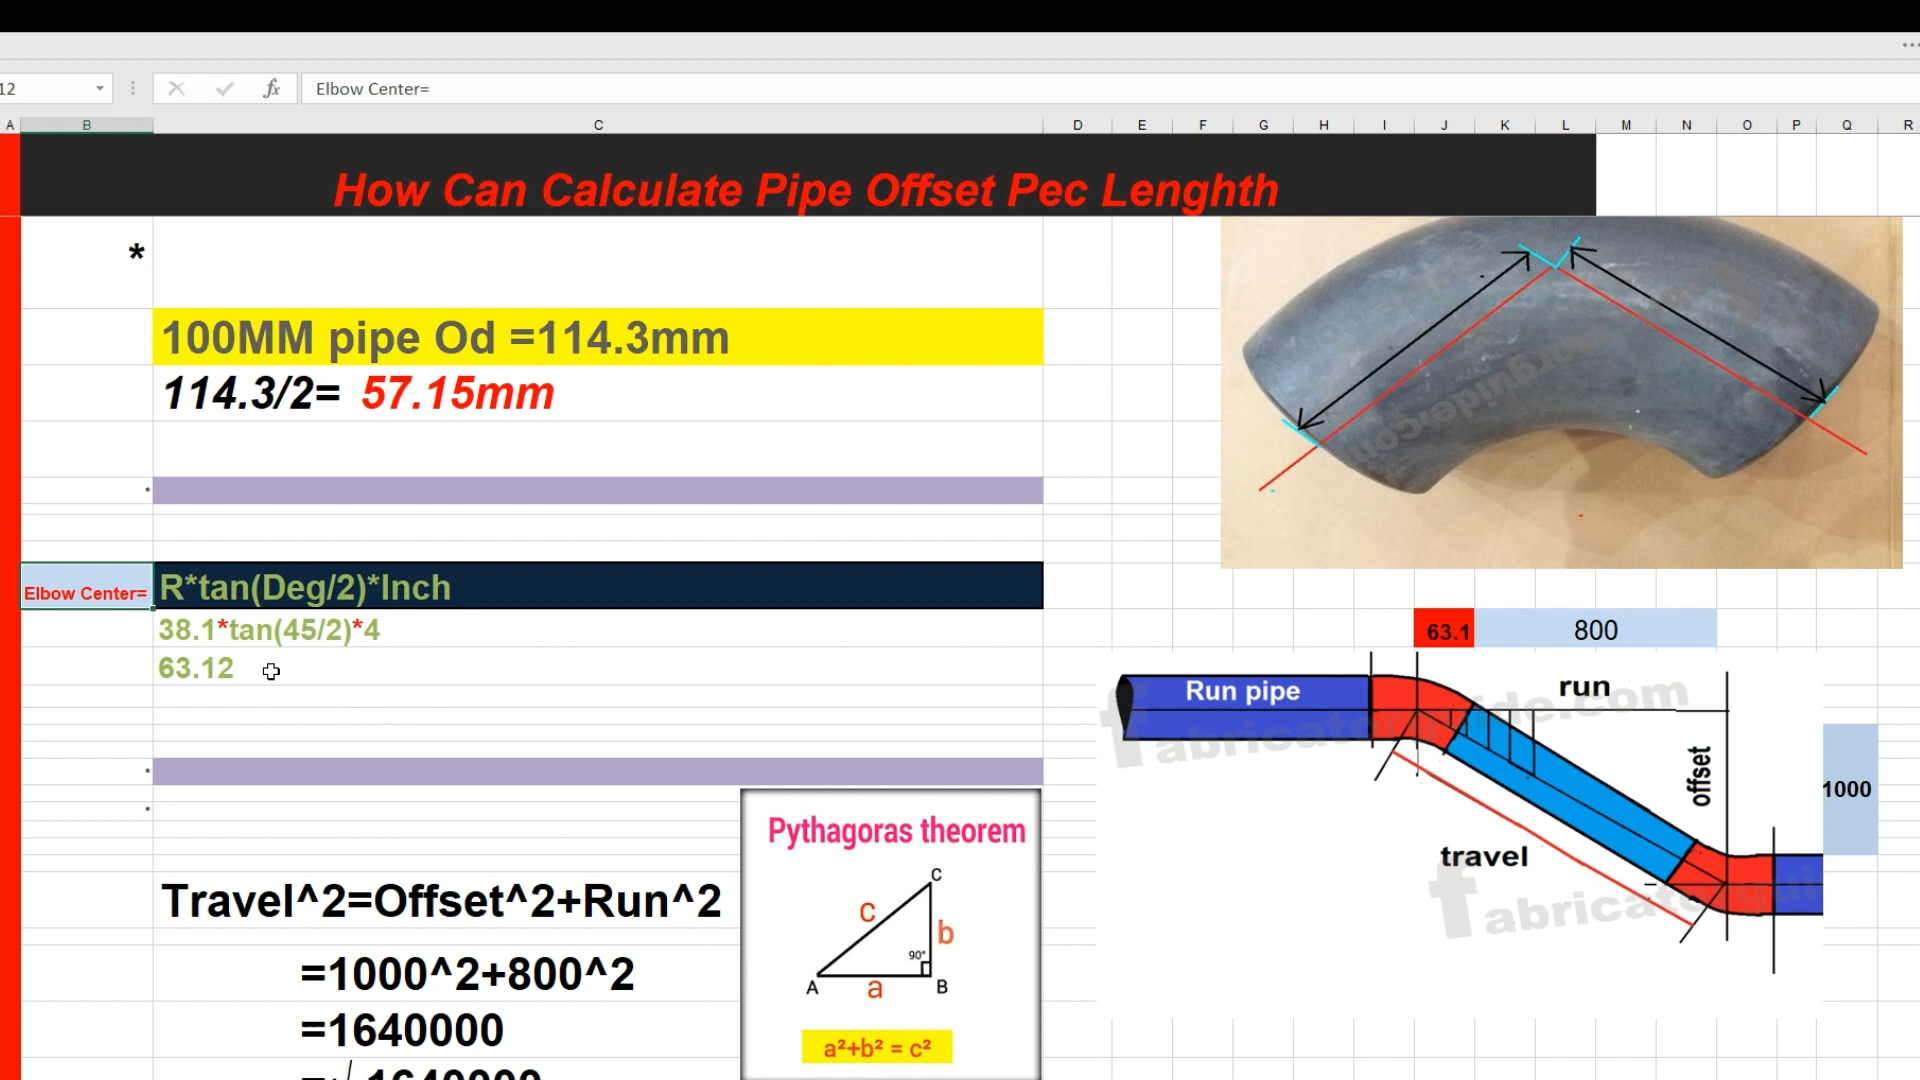 12
fx
Elbow Center=
A B C D E F G H I J K L M N O P Q R
How Can Calculate Pipe Offset Pec Lenghth
*
100MM pipe Od =114.3mm
114.3/2= 57.15mm
*
Elbow Center= R*tan(Deg/2)*Inch
38.1*tan(45/2)*4
63.12
63.1 800
Run pipe
run
offset
1000
travel
*
*
Pythagoras theorem
C
c
b
90°
A
a
B
a²+b² = c²
Travel^2=Offset^2+Run^2
=1000^2+800^2
=1640000
=√ 1640000